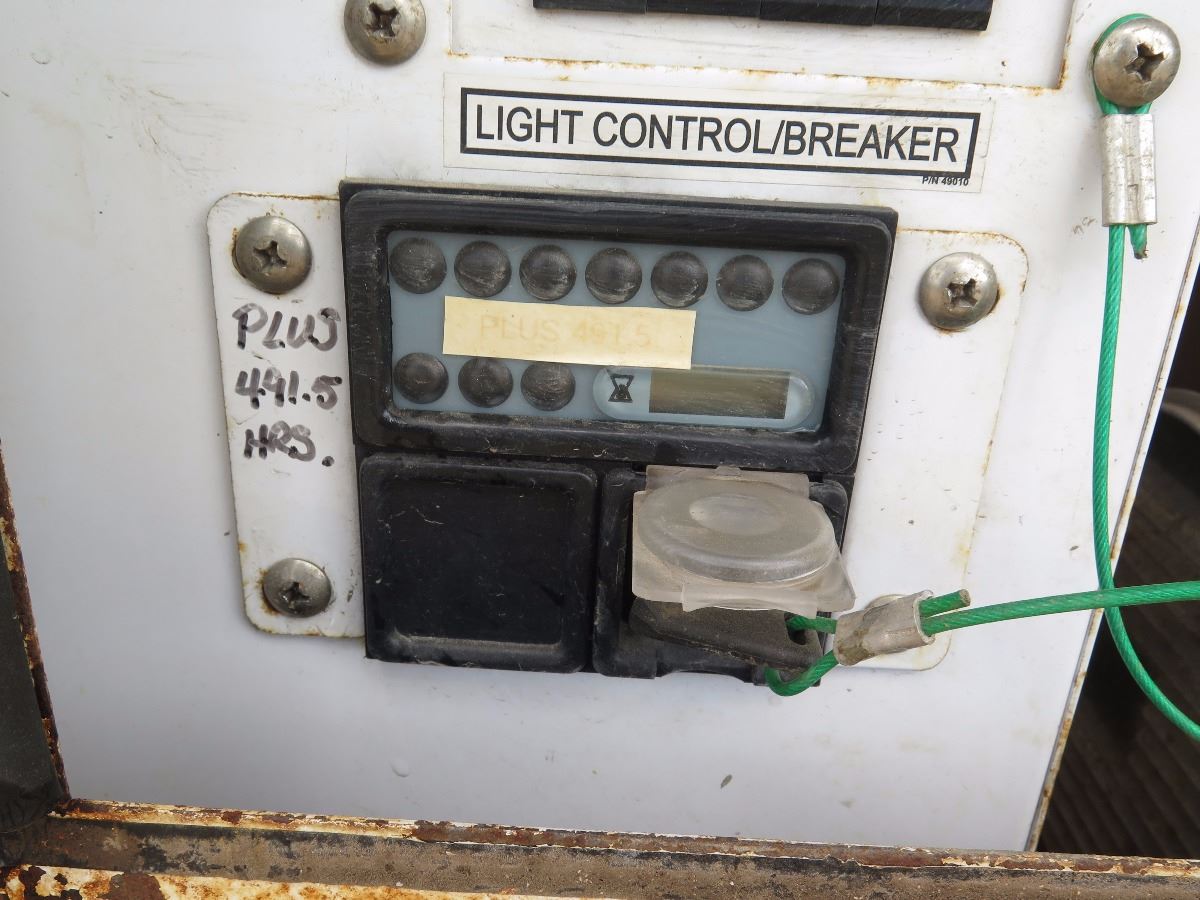 LIGHT CONTROL/BREAKER
P/N 49010
PLUS 491.5
PLUS
491.5
HRS.